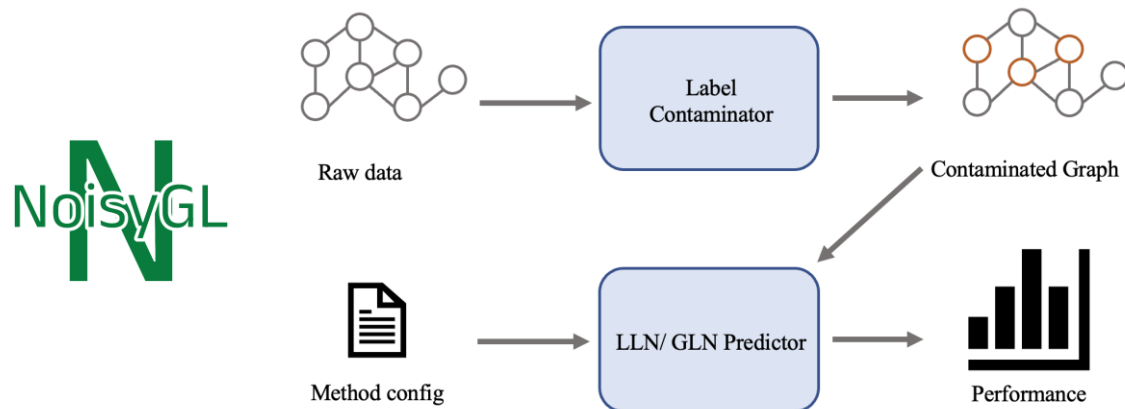 NoisyGL
N
Raw data
Label
Contaminator
Contaminated Graph
Method config
LLN/ GLN Predictor
Performance